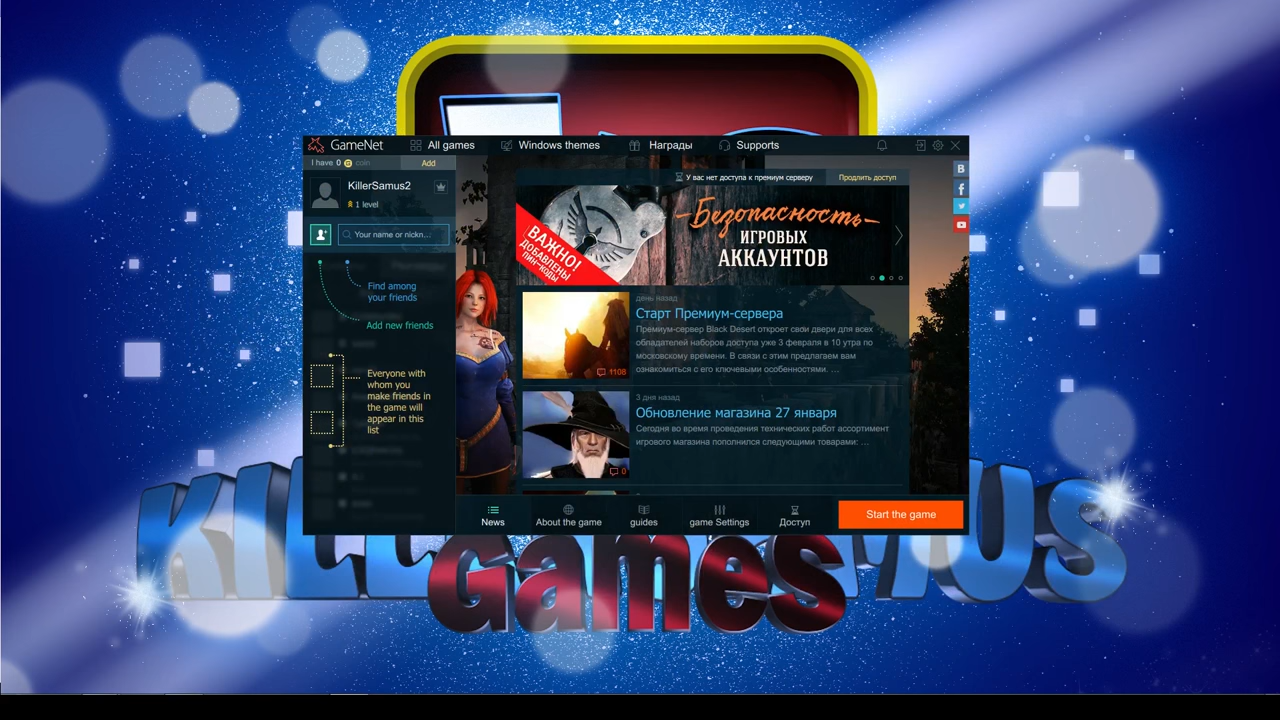 GameNet
All games
Windows themes
Награды
Supports
I have 0 coin
Add
KillerSamus2
1 level
Your name or nickn...
Find among
your friends
Add new friends
Everyone with
whom you
make friends in
the game will
appear in this
list
У вас нет доступа к премиум серверу
Продлить доступ
ВАЖНО!
ДОБАВЛЕНЫ
ПИН-КОДЫ
Безопасность
ИГРОВЫХ
АККАУНТОВ
день назад
Старт Премиум-сервера
Премиум-сервер Black Desert откроет свои двери для всех
обладателей наборов доступа уже 3 февраля в 10 утра по
московскому времени. В связи с этим предлагаем вам
ознакомиться с его ключевыми особенностями. ...
1108
3 дня назад
Обновление магазина 27 января
Сегодня во время проведения технических работ ассортимент
игрового магазина пополнился следующими товарами: ...
0
News
About the game
guides
game Settings
Доступ
Start the game
Games